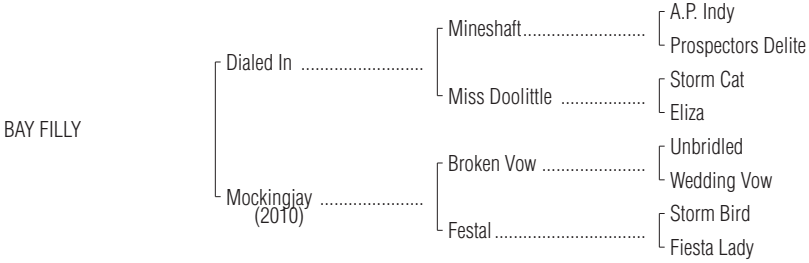 A.P. Indy
Mineshaft..........................
Prospectors Delite
Dialed In ..........................
Storm Cat
Miss Doolittle ..................
Eliza
BAY FILLY
Unbridled
Broken Vow ......................
Wedding Vow
Mockingjay ......................
(2010)
Storm Bird
Festal ................................
Fiesta Lady